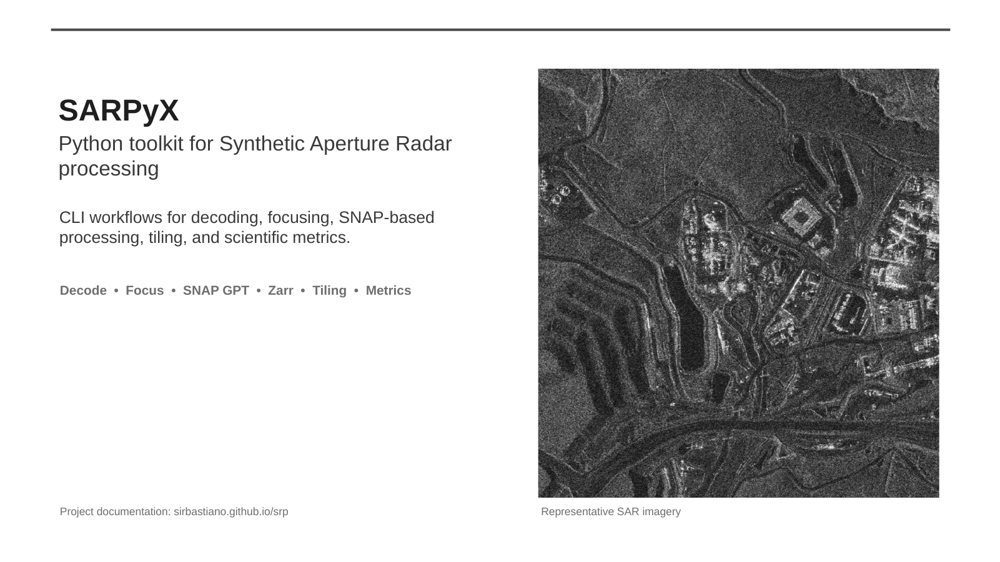 SARPyX
Python toolkit for Synthetic Aperture Radar
processing
CLI workflows for decoding, focusing, SNAP-based
processing, tiling, and scientific metrics.
Decode • Focus • SNAP GPT • Zarr • Tiling • Metrics
Project documentation: sirbastiano.github.io/srp
Representative SAR imagery